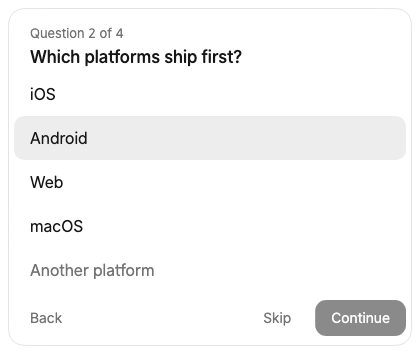 Question 2 of 4
Which platforms ship first?
iOS
Android
Web
macOS
Another platform
Back Skip Continue